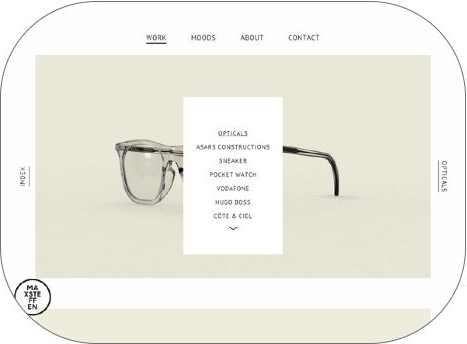 WORK MOODS ABOUT CONTACT
OPTICALS
ASARS CONSTRUCTIONS
SNEAKER
POCKET WATCH
VODAFONE
HUGO BOSS
CÔTE & CIEL
INDEX
OPTICALS
MA
XSTE
FF
EN